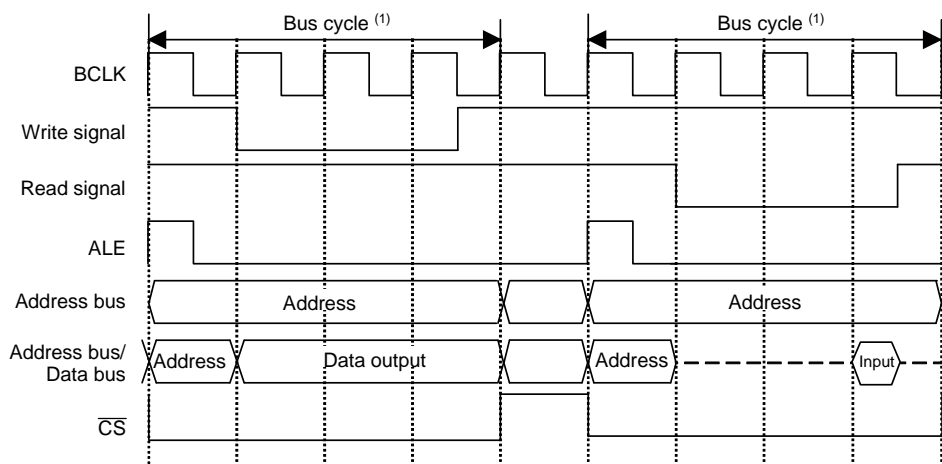 Bus cycle (1) Bus cycle (1)
BCLK
Write signal
Read signal
ALE
Address bus Address Address
Address bus/
Data bus Address Data output Address Input
CS